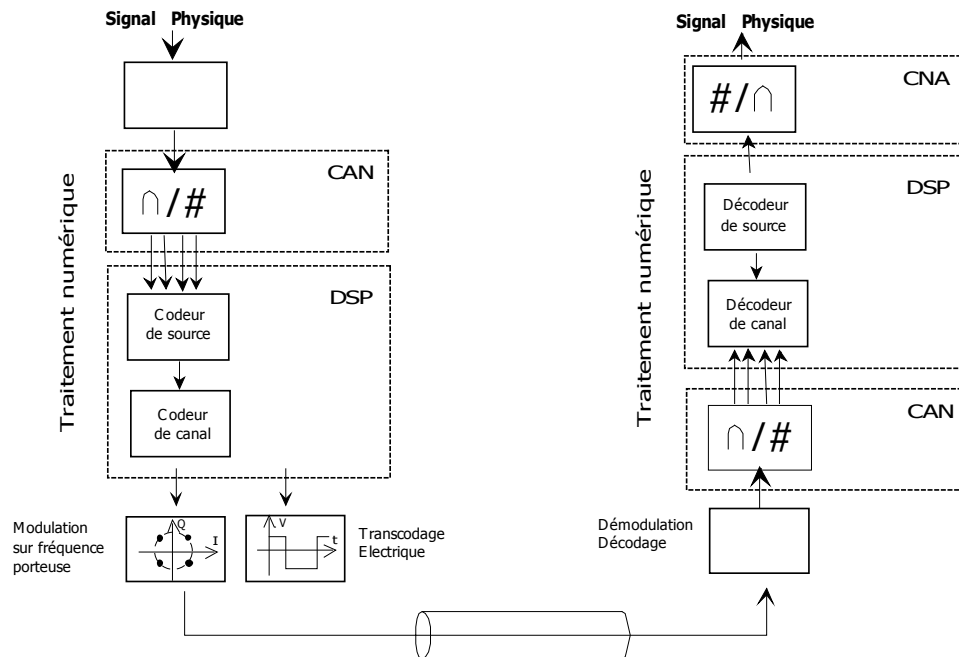 Signal Physique
CAN
∩/#
Traitement numérique
DSP
Codeur
de source
Codeur
de canal
Modulation
sur fréquence
porteuse
Q
I
V
t
Transcodage
Electrique
Signal Physique
CNA
#/∩
Traitement numérique
DSP
Décodeur
de source
Décodeur
de canal
CAN
∩/#
Démodulation
Décodage